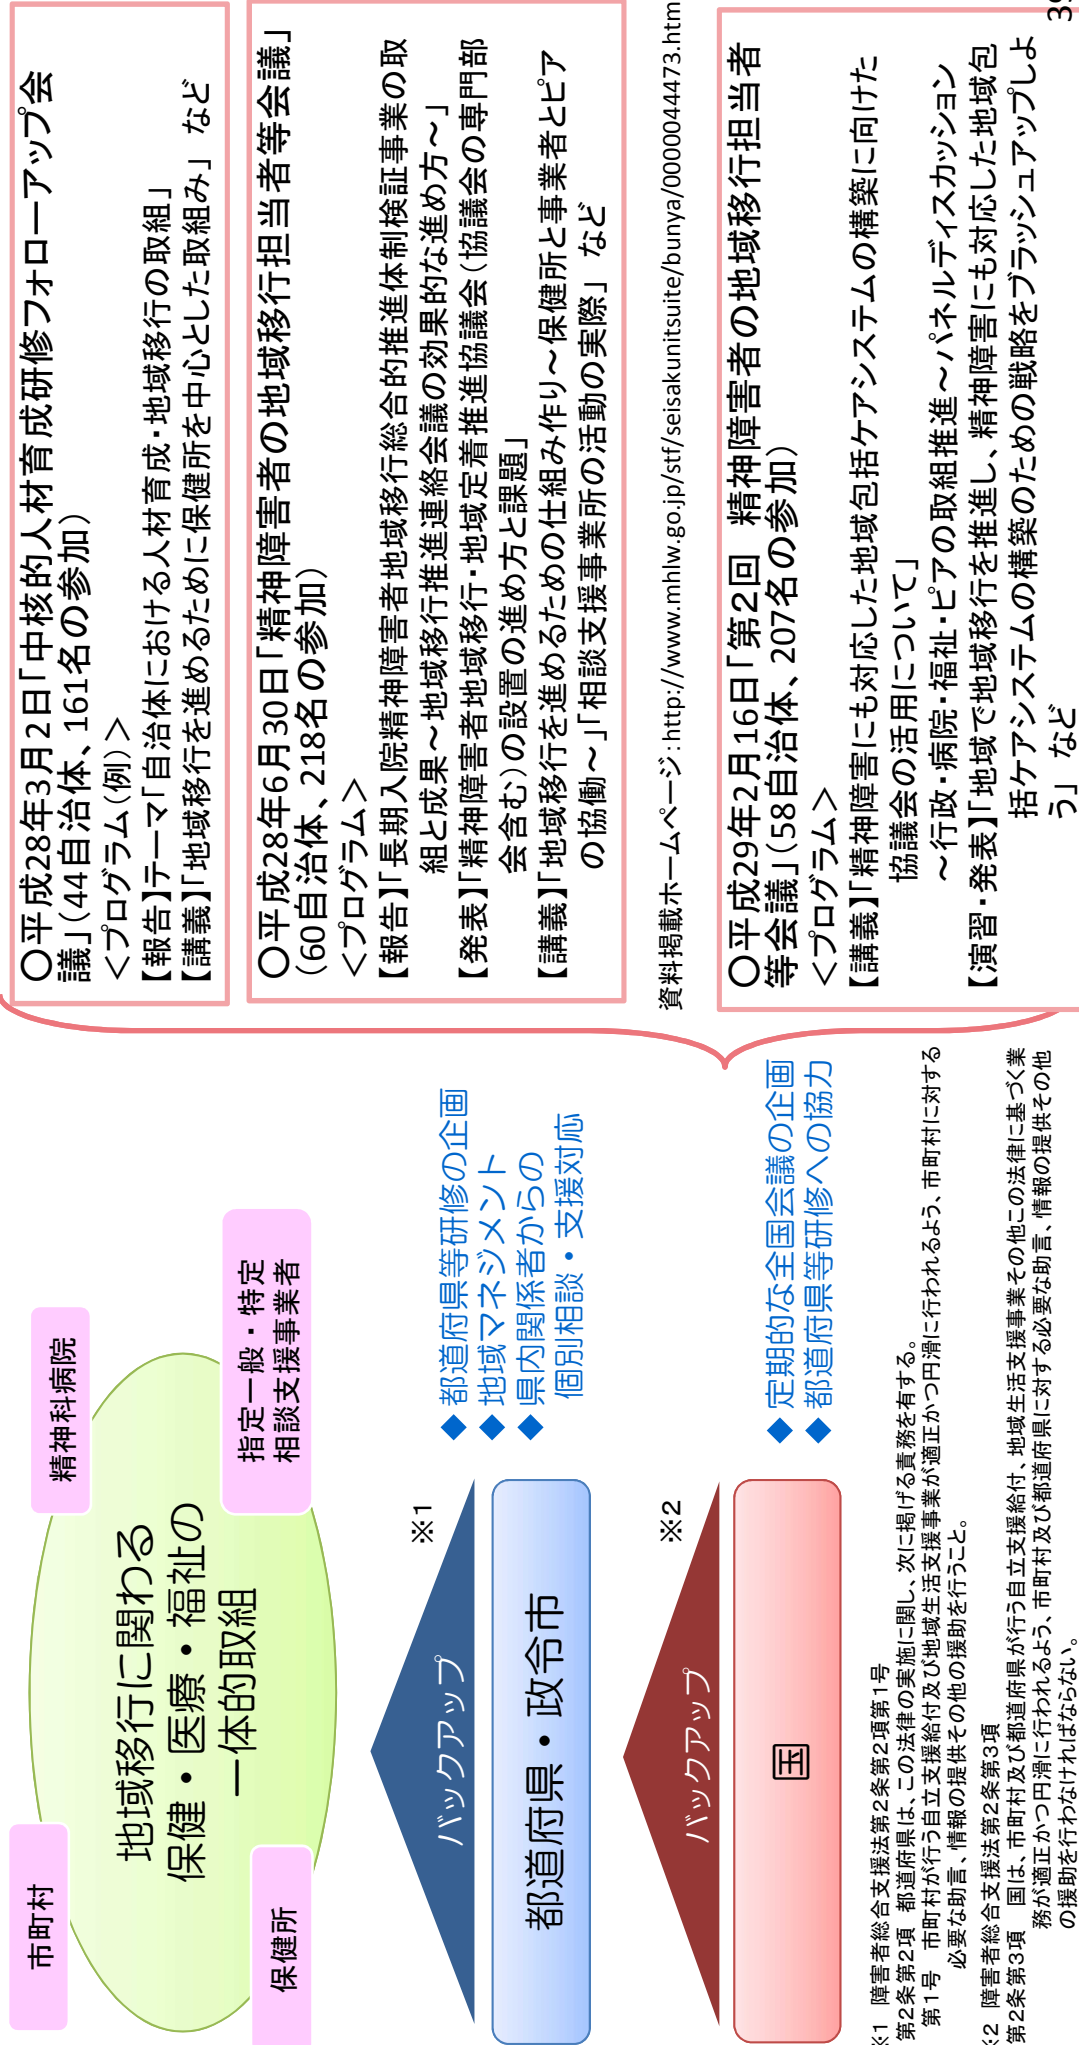 市町村
精神科病院
地域移行に関わる
保健・医療・福祉の
一体的取組
保健所
指定一般・特定
相談支援事業者
バックアップ
※1
都道府県・政令市
◆ 都道府県等研修の企画
◆ 地域マネジメント
◆ 県内関係者からの
個別相談・支援対応
バックアップ
※2
国
◆ 定期的な全国会議の企画
◆ 都道府県等研修への協力
※1 障害者総合支援法第2条第2項第1号
第2条第2項 都道府県は、この法律の実施に関し、次に掲げる責務を有する。
第1号 市町村が行う自立支援給付及び地域生活支援事業が適正かつ円滑に行われるよう、市町村に対する
必要な助言、情報の提供その他の援助を行うこと。
※2 障害者総合支援法第2条第3項
第2条第3項 国は、市町村及び都道府県が行う自立支援給付、地域生活支援事業その他この法律に基づく業
務が適正かつ円滑に行われるよう、市町村及び都道府県に対する必要な助言、情報の提供その他
の援助を行わなければならない。
○平成28年3月2日「中核的人材育成研修フォローアップ会
議」(44自治体、161名の参加)
＜プログラム(例)＞
【報告】テーマ「自治体における人材育成・地域移行の取組」
【講義】「地域移行を進めるために保健所を中心とした取組み」 など
○平成28年6月30日「精神障害者の地域移行担当者等会議」
(60自治体、218名の参加)
＜プログラム＞
【報告】「長期入院精神障害者地域移行総合的推進体制検証事業の取
組と成果～地域移行推進連絡会議の効果的な進め方～」
【発表】「精神障害者地域移行・地域定着推進協議会(協議会の専門部
会含む)の設置の進め方と課題」
【講義】「地域移行を進めるための仕組み作り～保健所と事業者とピア
の協働～」「相談支援事業所の活動の実際」 など
資料掲載ホームページ：http://www.mhlw.go.jp/stf/seisakunitsuite/bunya/0000044473.htm
○平成29年2月16日「第2回 精神障害者の地域移行担当者
等会議」(58自治体、207名の参加)
＜プログラム＞
【講義】「精神障害にも対応した地域包括ケアシステムの構築に向けた
協議会の活用について」
～行政・病院・福祉・ピアの取組推進～パネルディスカッション
【演習・発表】「地域で地域移行を推進し、精神障害にも対応した地域包
括ケアシステムの構築のための戦略をブラッシュアップしよ
う」 など